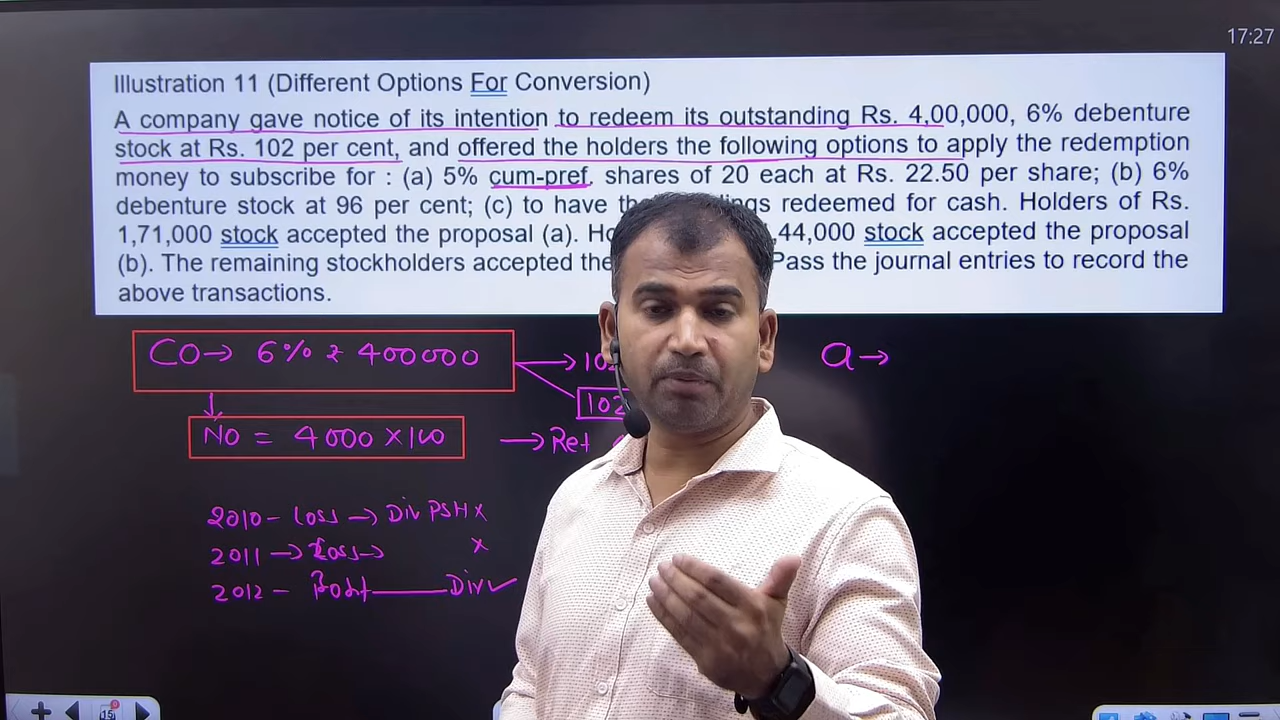 17:27
Illustration 11 (Different Options For Conversion)
A company gave notice of its intention to redeem its outstanding Rs. 4,00,000, 6% debenture
stock at Rs. 102 per cent, and offered the holders the following options to apply the redemption
money to subscribe for : (a) 5% cum-pref. shares of 20 each at Rs. 22.50 per share; (b) 6%
debenture stock at 96 per cent; (c) to have redeemed for cash. Holders of Rs.
1,71,000 stock accepted the proposal (a). ,44,000 stock accepted the proposal
(b). The remaining stockholders accepted the Pass the journal entries to record the
above transactions.
CO→ 6% 400000 → 10 a→
102
NO = 4000 × 100 → Ret
2010 - Loss → Div PSH x
2011 → Loss → x
2012 - Div ✓
15